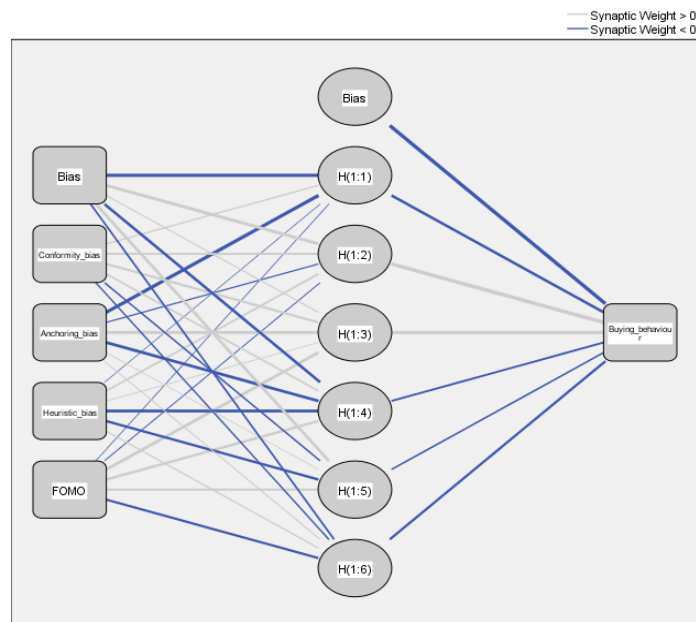 Synaptic Weight > 0
Synaptic Weight < 0
Bias
Bias
H(1:1)
Conformity_bias
H(1:2)
Anchoring_bias
H(1:3)
Buying_behaviou
r
Heuristic_bias
H(1:4)
FOMO
H(1:5)
H(1:6)